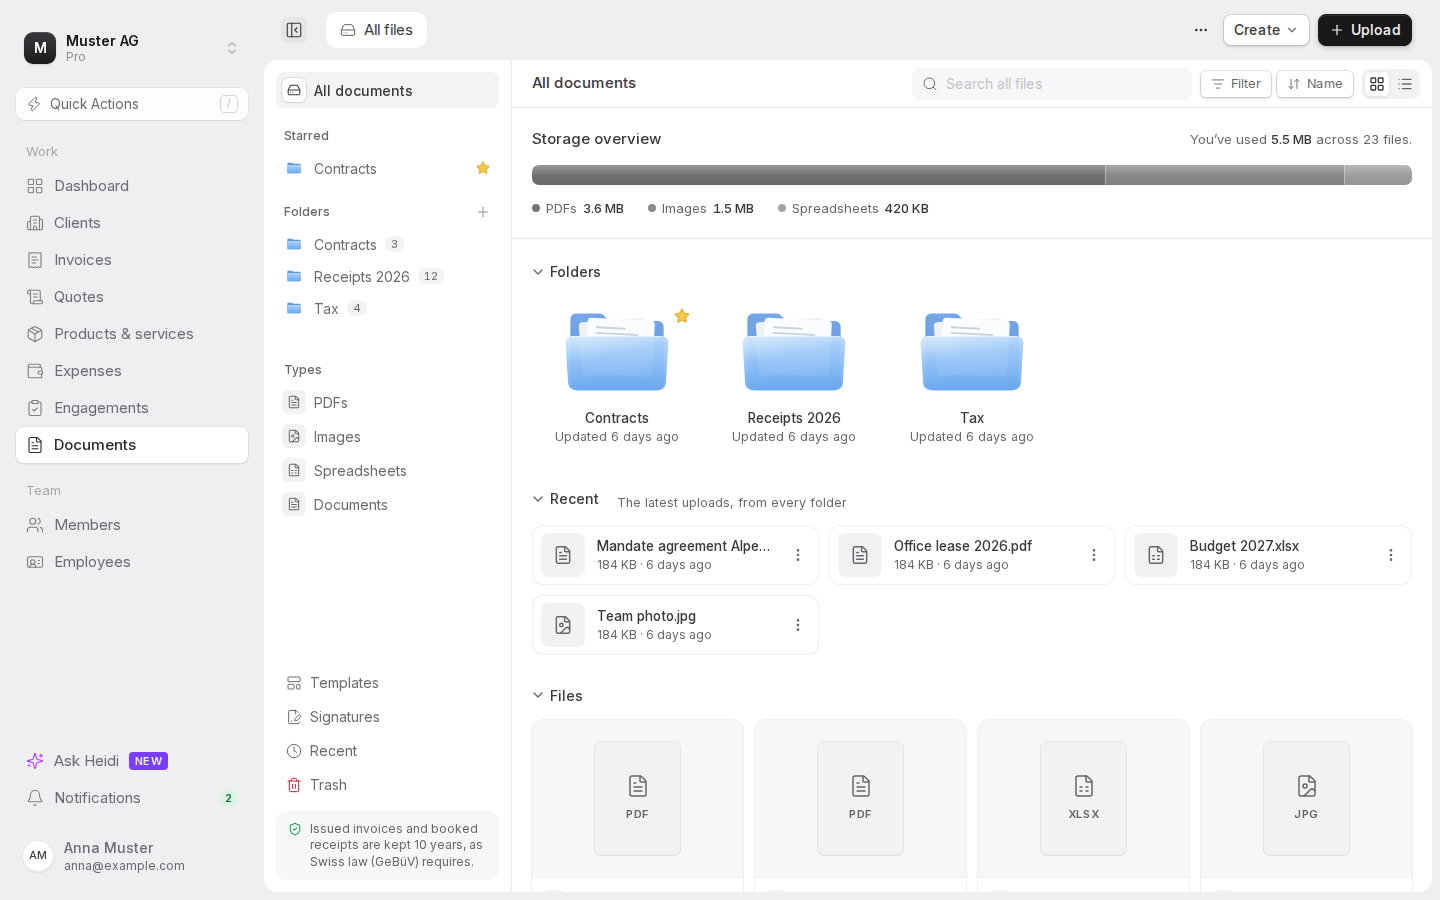 M
Muster AG
Pro
Quick Actions
/
Work
Dashboard
Clients
Invoices
Quotes
Products & services
Expenses
Engagements
Documents
Team
Members
Employees
Ask Heidi
NEW
Notifications
2
AM
Anna Muster
anna@example.com
All files
Create
Upload
All documents
Starred
Contracts
Folders
Contracts 3
Receipts 2026 12
Tax 4
Types
PDFs
Images
Spreadsheets
Documents
Templates
Signatures
Recent
Trash
Issued invoices and booked
receipts are kept 10 years, as
Swiss law (GeBüV) requires.
All documents
Search all files
Filter
Name
Storage overview
You've used 5.5 MB across 23 files.
PDFs 3.6 MB
Images 1.5 MB
Spreadsheets 420 KB
Folders
Contracts
Updated 6 days ago
Receipts 2026
Updated 6 days ago
Tax
Updated 6 days ago
Recent
The latest uploads, from every folder
Mandate agreement Alpe...
184 KB · 6 days ago
Office lease 2026.pdf
184 KB · 6 days ago
Budget 2027.xlsx
184 KB · 6 days ago
Team photo.jpg
184 KB · 6 days ago
Files
PDF
PDF
XLSX
JPG